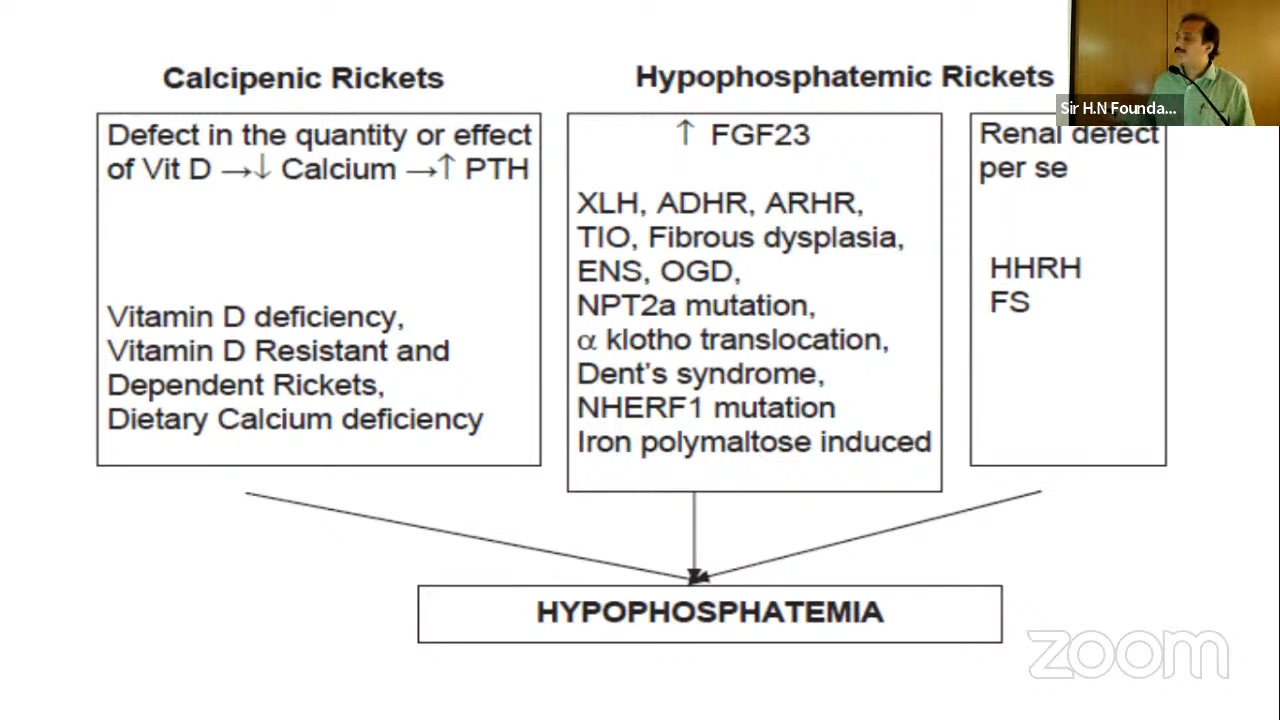 Calcipenic Rickets
Hypophosphatemic Rickets
Sir H.N Founda...
Defect in the quantity or effect
of Vit D →↓ Calcium →↑ PTH
Vitamin D deficiency,
Vitamin D Resistant and
Dependent Rickets,
Dietary Calcium deficiency
↑ FGF23
XLH, ADHR, ARHR,
TIO, Fibrous dysplasia,
ENS, OGD,
NPT2a mutation,
α klotho translocation,
Dent's syndrome,
NHERF1 mutation
Iron polymaltose induced
Renal defect
per se
HHRH
FS
HYPOPHOSPHATEMIA
zoom